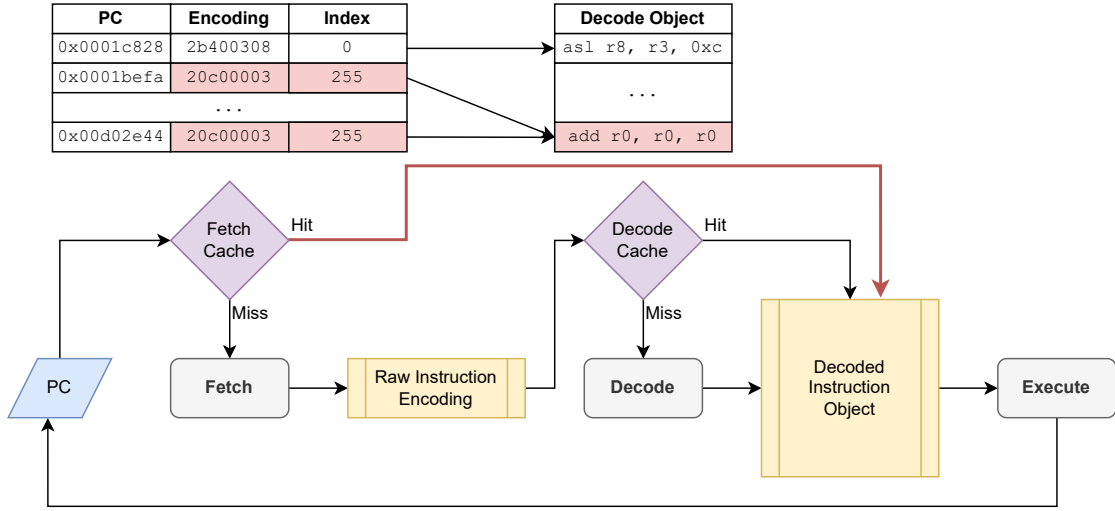 PC Encoding Index Decode Object
0x0001c828 2b400308 0 asl r8, r3, 0xc
0x0001befa 20c00003 255
... ...
0x00d02e44 20c00003 255 add r0, r0, r0
Fetch
Cache
Hit
Decode
Cache
Hit
Miss
Miss
PC
Fetch
Raw Instruction
Encoding
Decode
Decoded
Instruction
Object
Execute